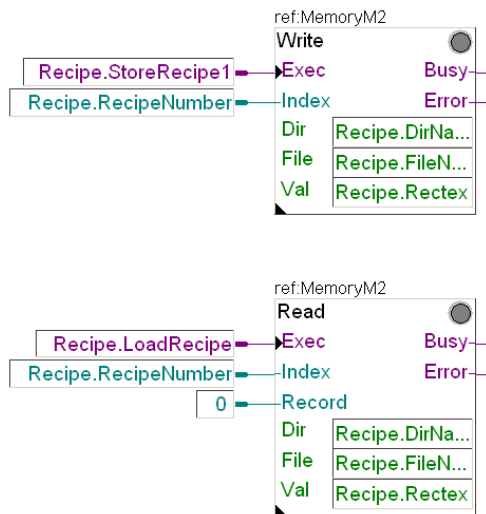 ref:MemoryM2
Write
Recipe.StoreRecipe1 Exec Busy
Recipe.RecipeNumber Index Error
Dir Recipe.DirNa...
File Recipe.FileN...
Val Recipe.Rectex
ref:MemoryM2
Read
Recipe.LoadRecipe Exec Busy
Recipe.RecipeNumber Index Error
0 Record
Dir Recipe.DirNa...
File Recipe.FileN...
Val Recipe.Rectex